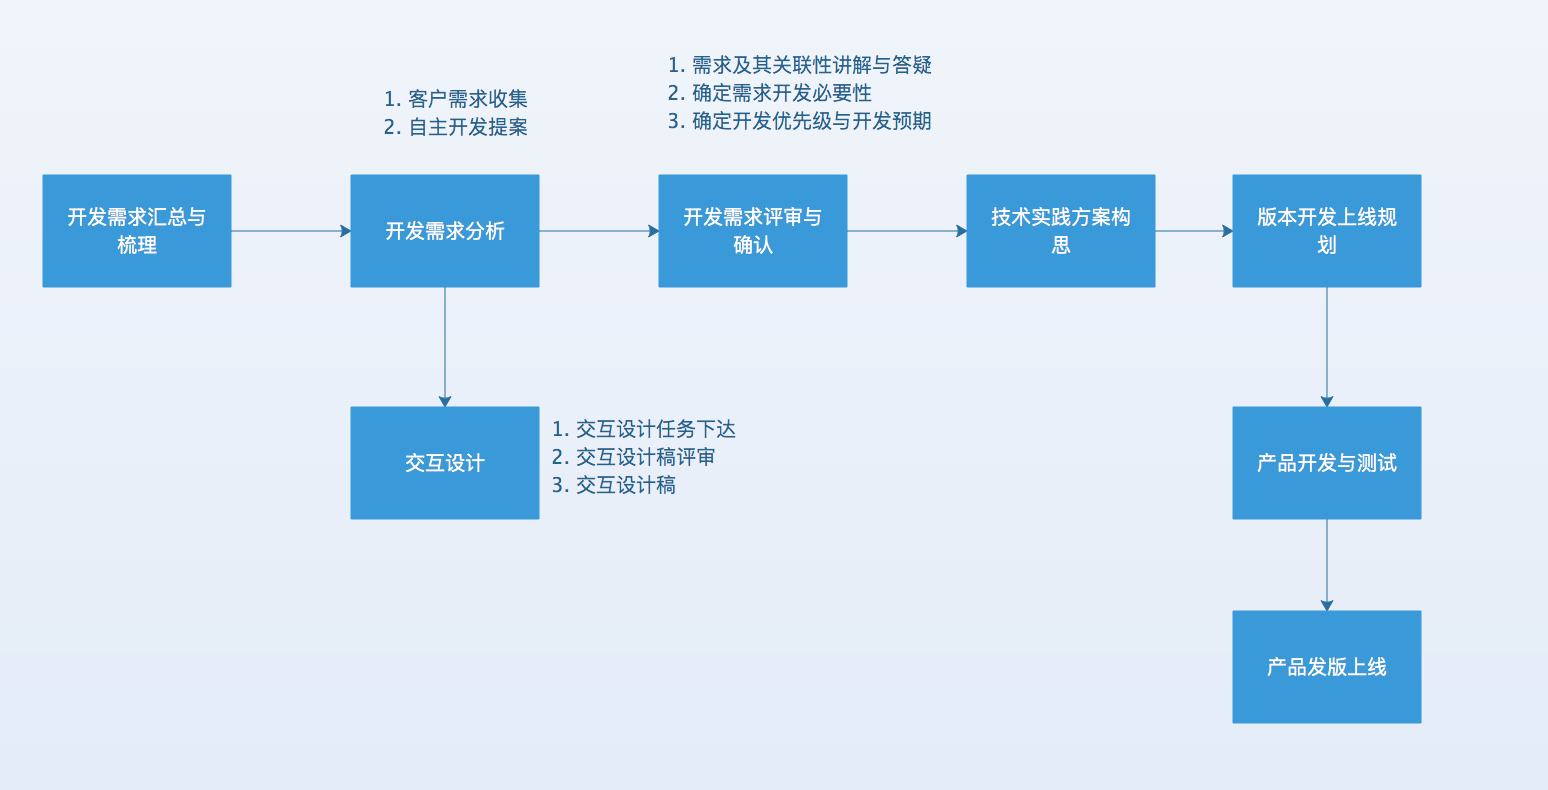 1. 需求及其关联性讲解与答疑
2. 确定需求开发必要性
3. 确定开发优先级与开发预期
1. 客户需求收集
2. 自主开发提案
开发需求汇总与
梳理
开发需求分析
开发需求评审与
确认
技术实践方案构
思
版本开发上线规
划
交互设计
1. 交互设计任务下达
2. 交互设计稿评审
3. 交互设计稿
产品开发与测试
产品发版上线